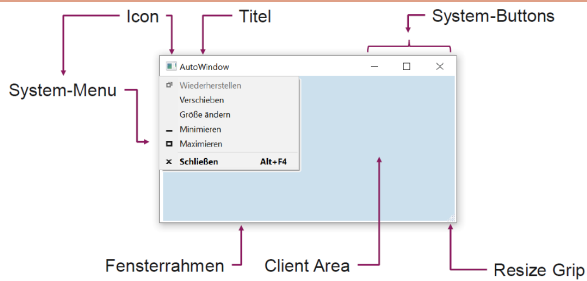 Icon
Titel
System-Buttons
AutoWindow
System-Menu
Wiederherstellen
Verschieben
Größe ändern
Minimieren
Maximieren
Schließen Alt+F4
Fensterrahmen
Client Area
Resize Grip